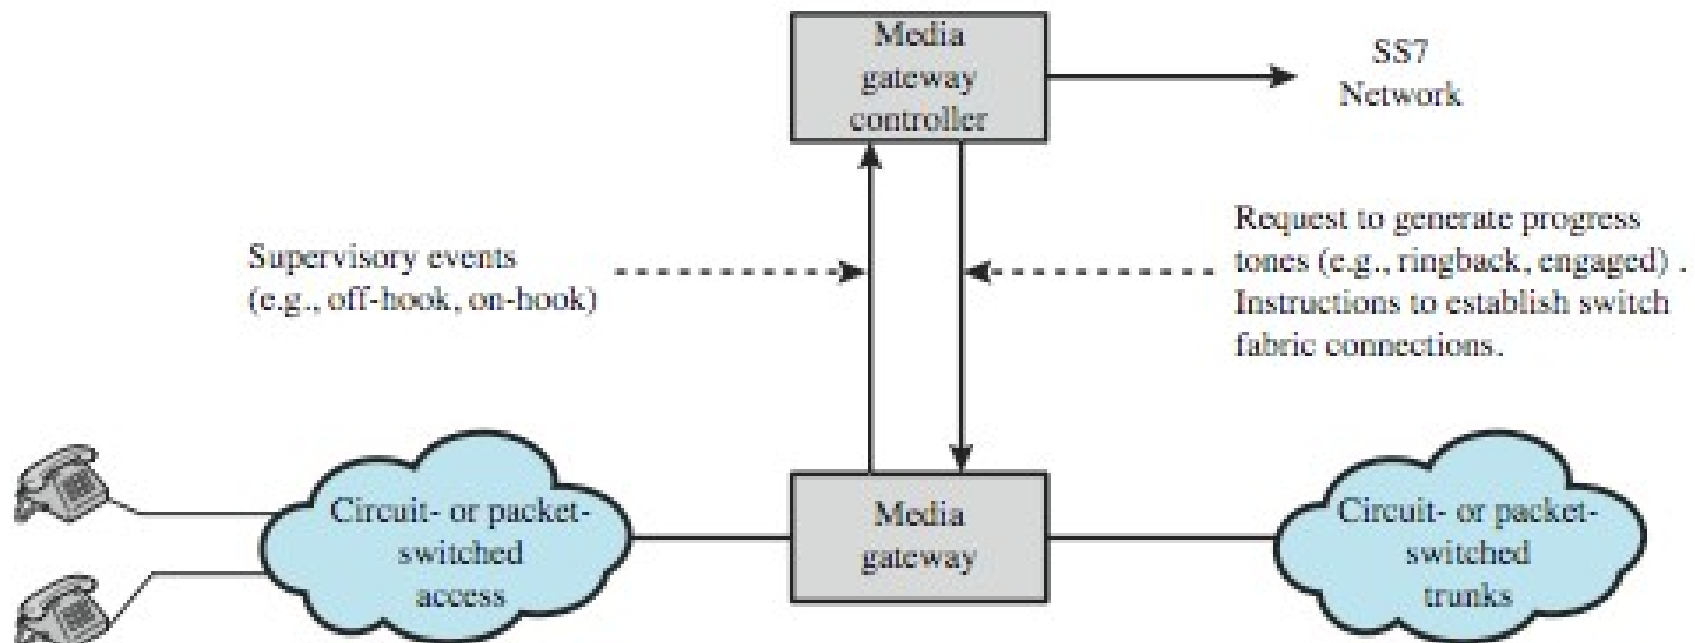 Media
gateway
controller
SS7
Network
Supervisory events
(e.g., off-hook, on-hook)
Request to generate progress
tones (e.g., ringback, engaged) .
Instructions to establish switch
fabric connections.
Circuit- or packet-
switched
access
Media
gateway
Circuit- or packet-
switched
trunks